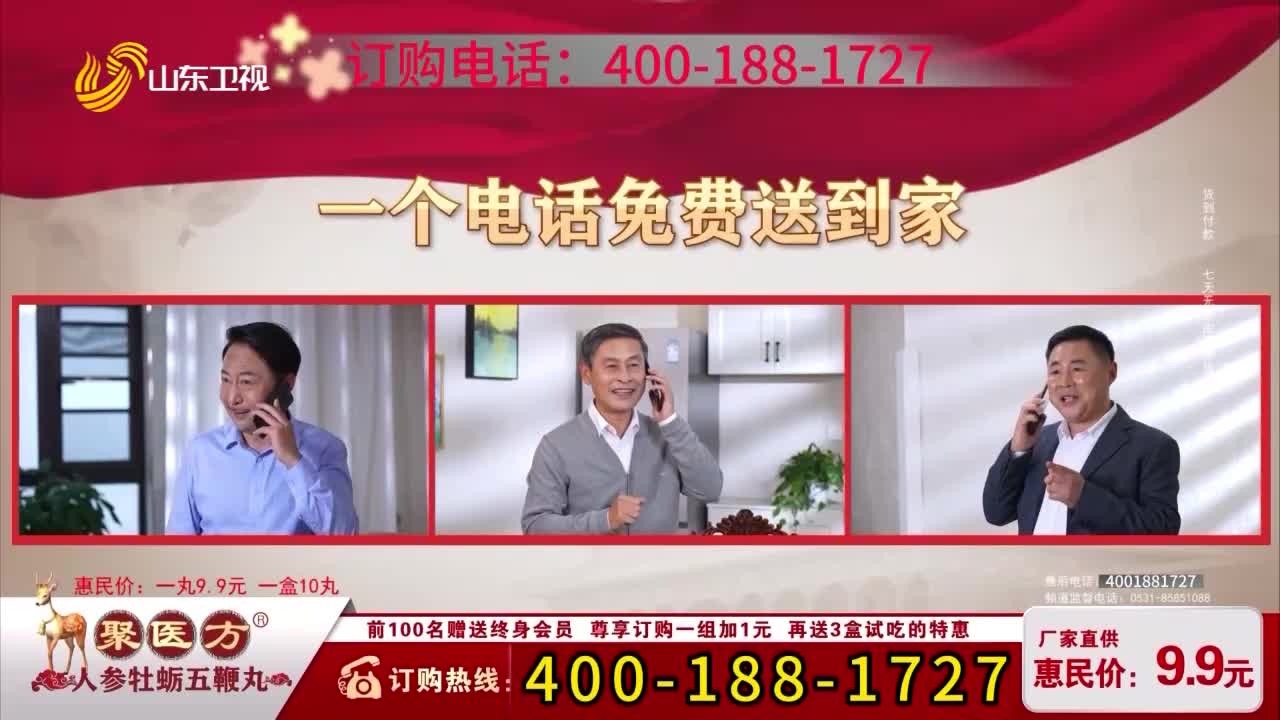 山东卫视
订购电话：400-188-1727
一个电话免费送到家
货到付款 七天无
惠民价：一丸9.9元 一盒10丸
售后电话：4001881727
频道监督电话：0531-85851088
聚医方®
人参牡蛎五鞭丸
前100名赠送终身会员 尊享订购一组加1元 再送3盒试吃的特惠
订购热线：400-188-1727
厂家直供
惠民价：9.9元